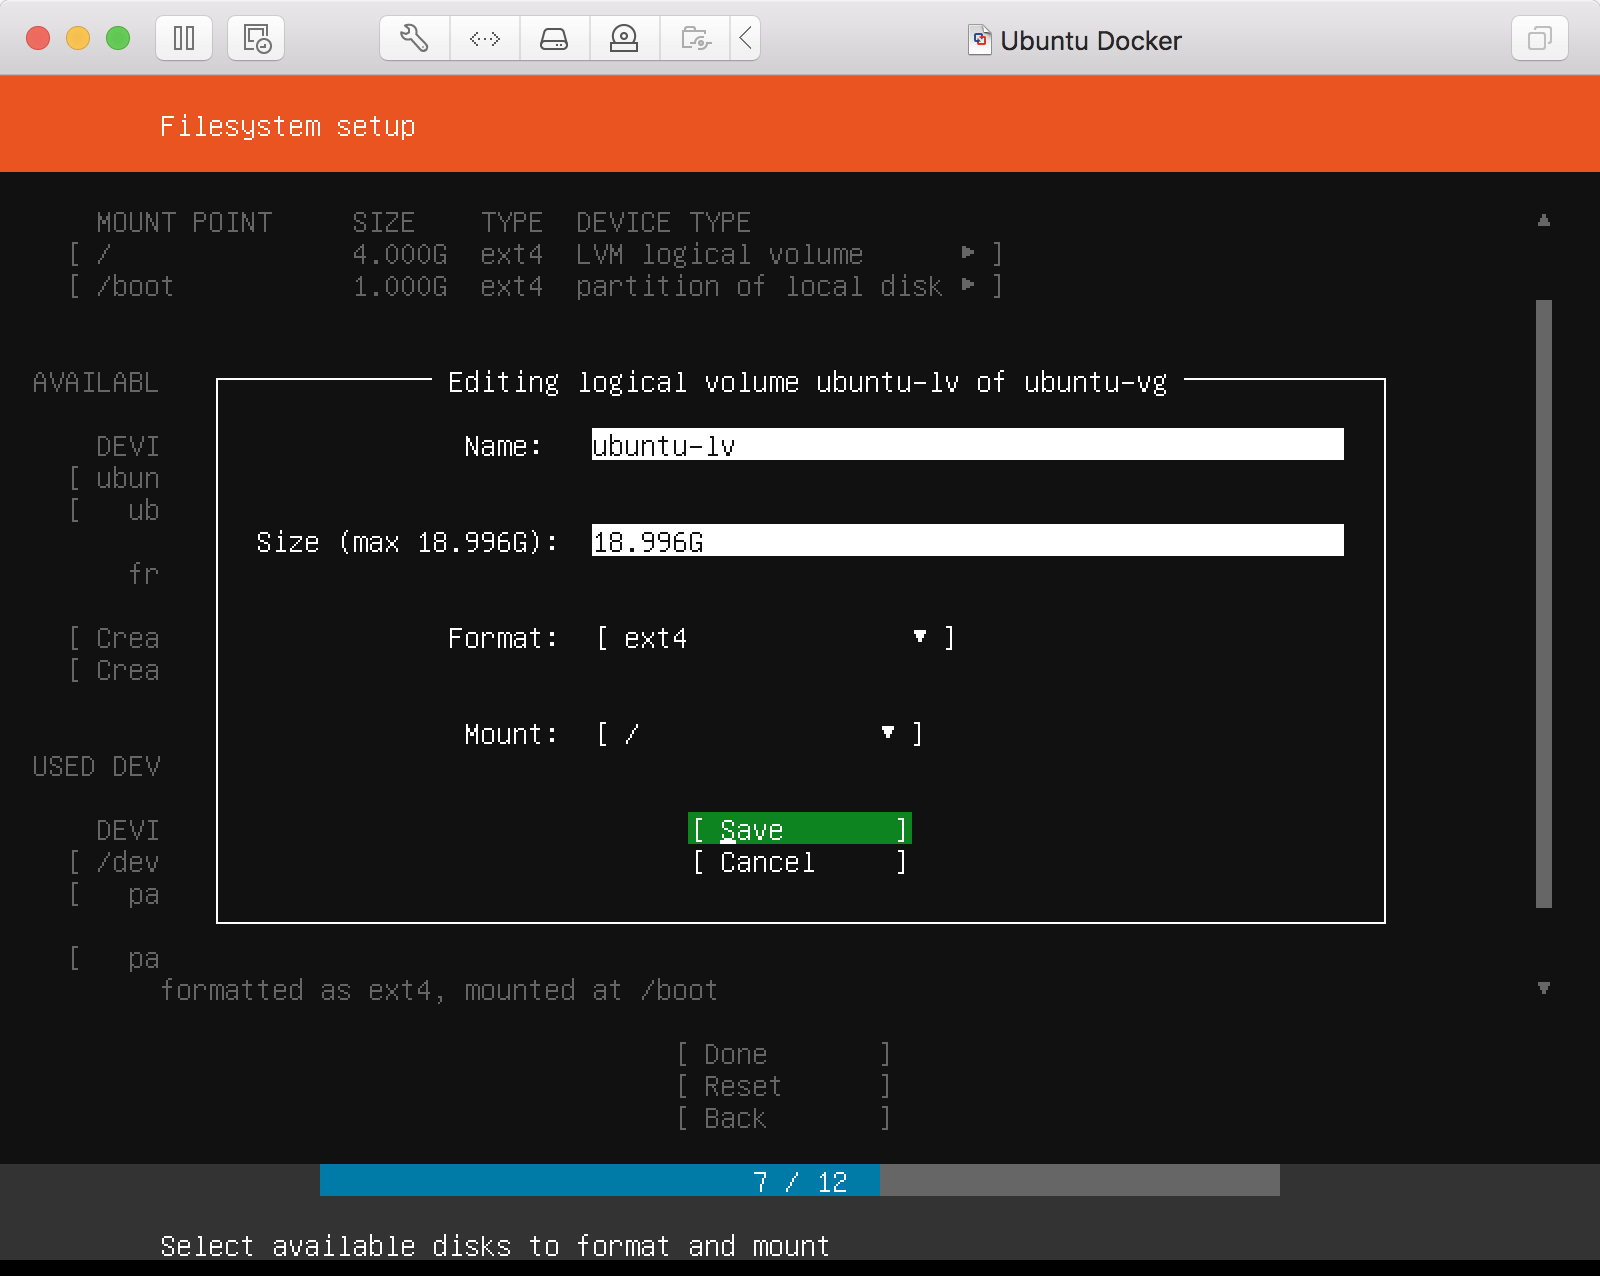 Ubuntu Docker
Filesystem setup
MOUNT POINT SIZE TYPE DEVICE TYPE
[ / 4.000G ext4 LVM logical volume ▶ ]
[ /boot 1.000G ext4 partition of local disk ▶ ]
AVAILABL
Editing logical volume ubuntu-lv of ubuntu-vg
DEVI
Name: ubuntu-lv
[ ubun
[ ub
Size (max 18.996G): 18.996G
fr
[ Crea
Format: [ ext4 ▼ ]
[ Crea
Mount: [ / ▼ ]
USED DEV
DEVI
[ Save ]
[ /dev
[ Cancel ]
[ pa
[ pa
formatted as ext4, mounted at /boot
[ Done ]
[ Reset ]
[ Back ]
7 / 12
Select available disks to format and mount